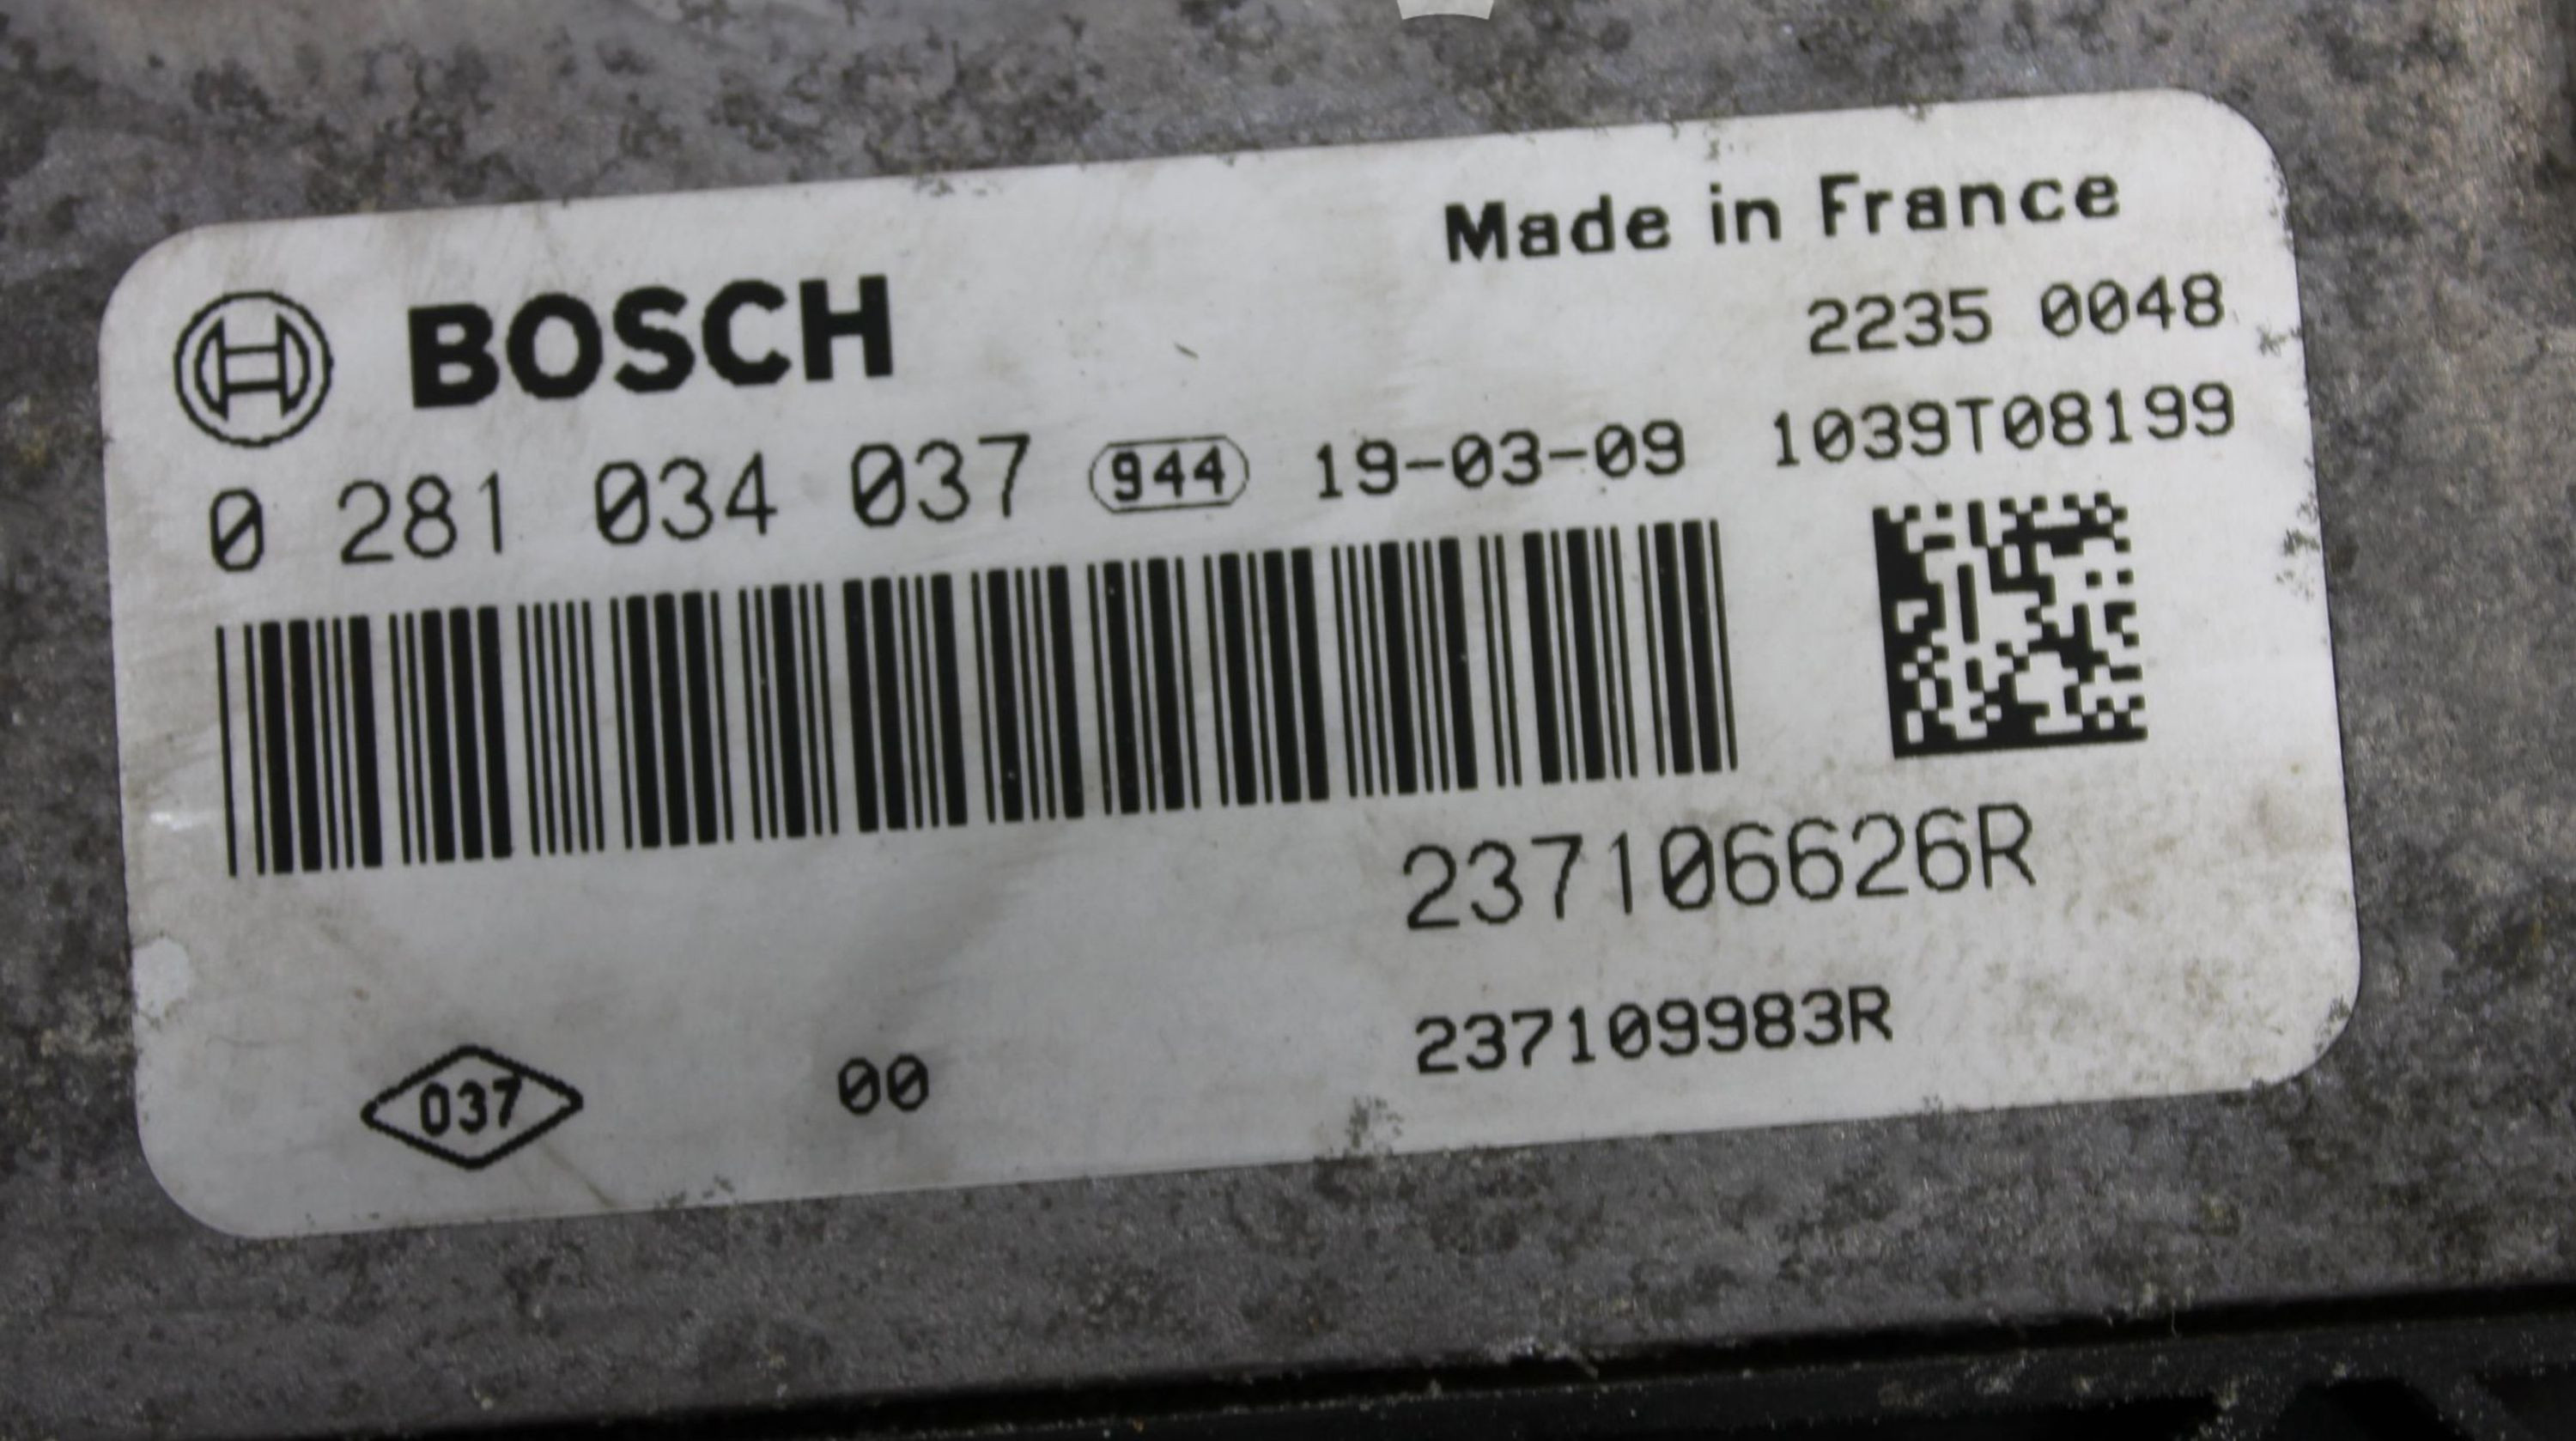 Made in France
BOSCH
2235 0048
0 281 034 037 944 19-03-09 1039T08199
237106626R
237109983R
037 00